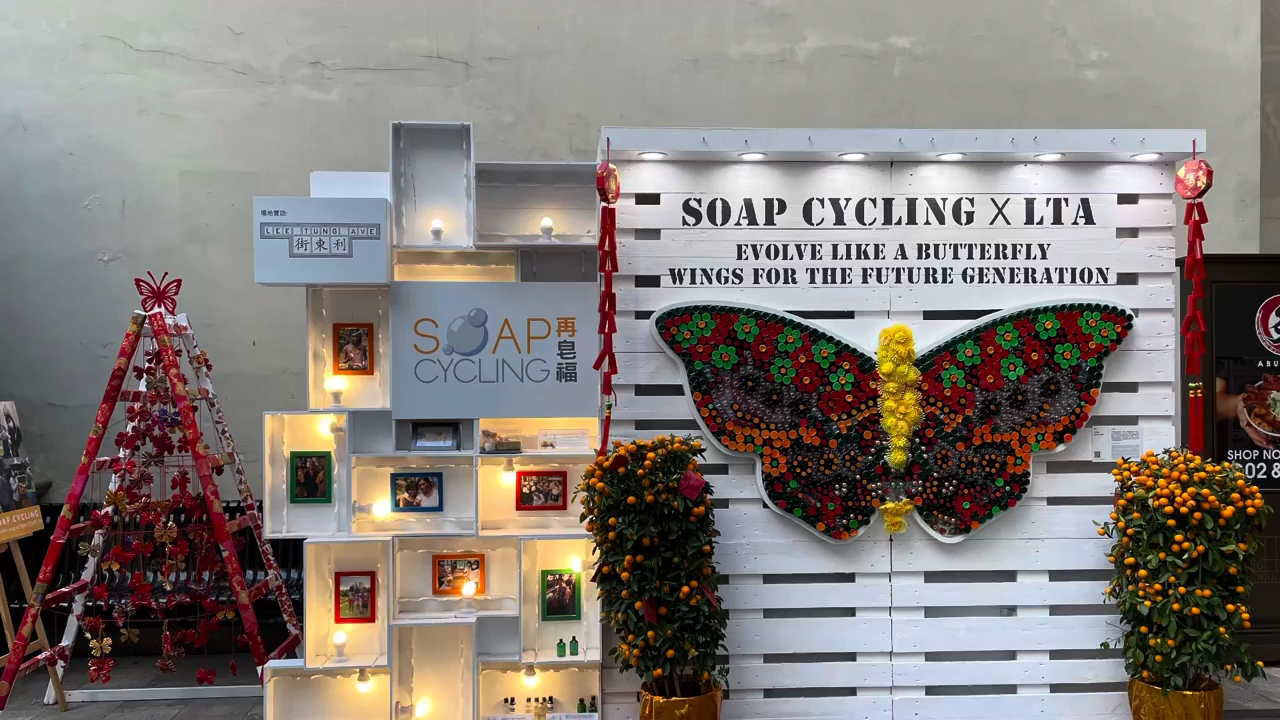 場地贊助:
LEE TUNG AVE
街東利
SOAP
CYCLING
再皂福
SOAP CYCLING X LTA
EVOLVE LIKE A BUTTERFLY
WINGS FOR THE FUTURE GENERATION
SOAP CYCLING
ABU
SHOP NO